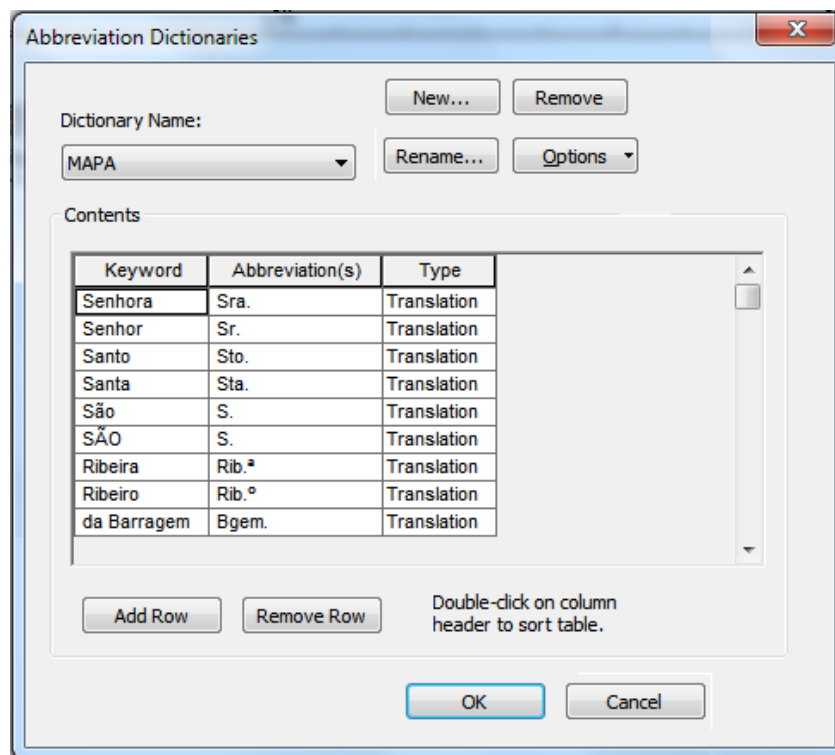 Abbreviation Dictionaries
New... Remove
Dictionary Name:
MAPA Rename... Options
Contents
Keyword Abbreviation(s) Type
Senhora Sra. Translation
Senhor Sr. Translation
Santo Sto. Translation
Santa Sta. Translation
São S. Translation
SÃO S. Translation
Ribeira Rib.ª Translation
Ribeiro Rib.º Translation
da Barragem Bgem. Translation
Add Row Remove Row Double-click on column
header to sort table.
OK Cancel